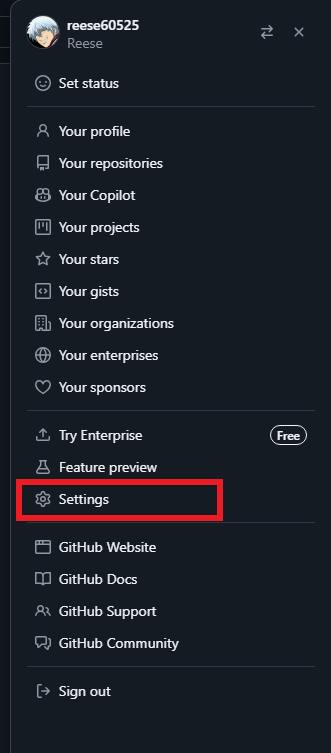 reese60525
Reese
Set status
Your profile
Your repositories
Your Copilot
Your projects
Your stars
Your gists
Your organizations
Your enterprises
Your sponsors
Try Enterprise Free
Feature preview
Settings
GitHub Website
GitHub Docs
GitHub Support
GitHub Community
Sign out